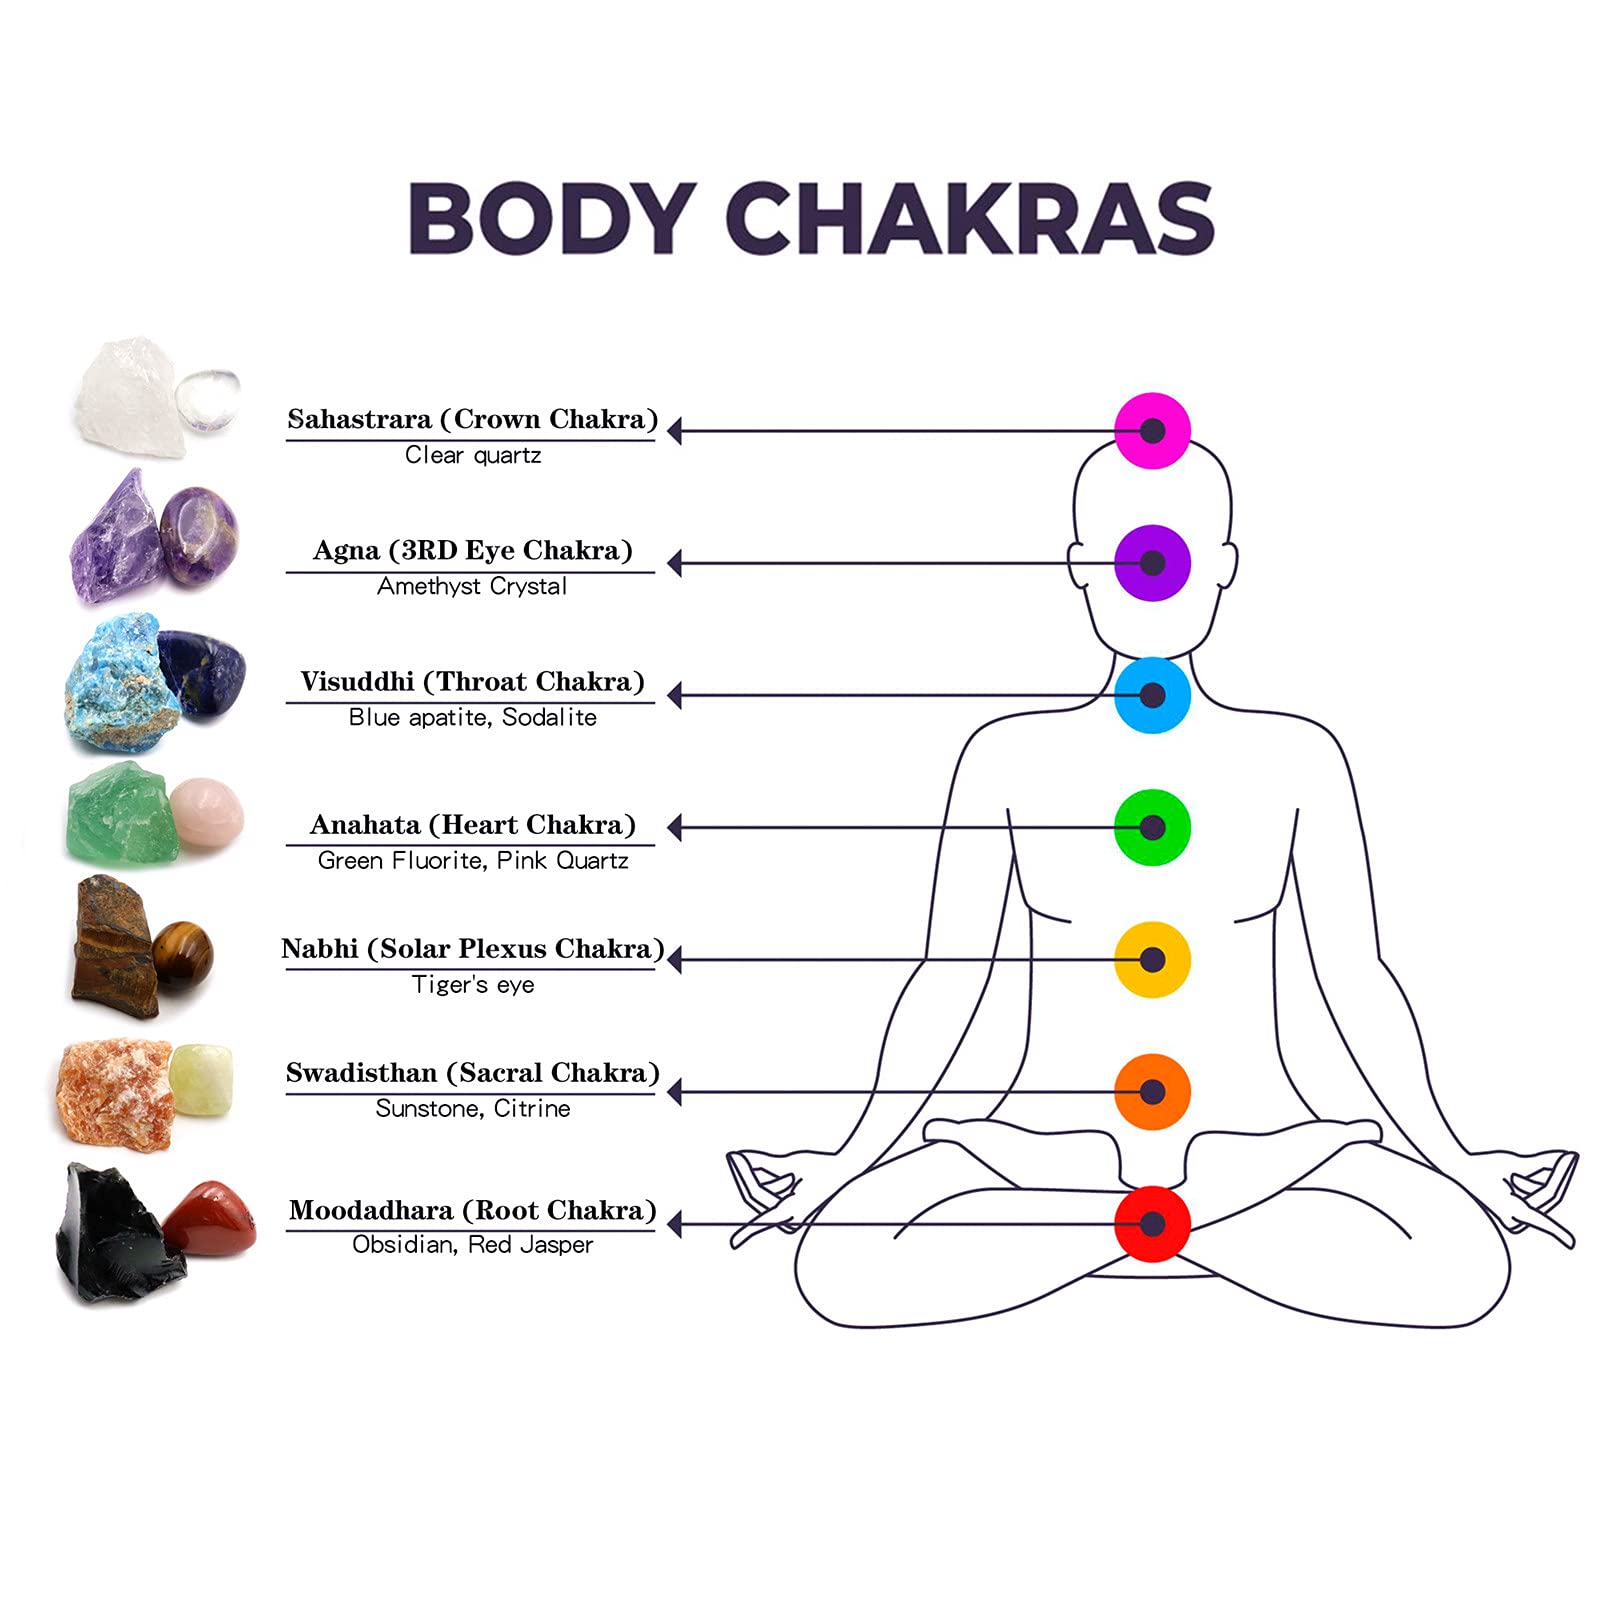 BODY CHAKRAS
Sahastrara (Crown Chakra)
Clear quartz
Agna (3RD Eye Chakra)
Amethyst Crystal
Visuddhi (Throat Chakra)
Blue apatite, Sodalite
Anahata (Heart Chakra)
Green Fluorite, Pink Quartz
Nabhi (Solar Plexus Chakra)
Tiger's eye
Swadisthan (Sacral Chakra)
Sunstone, Citrine
Moodadhara (Root Chakra)
Obsidian, Red Jasper